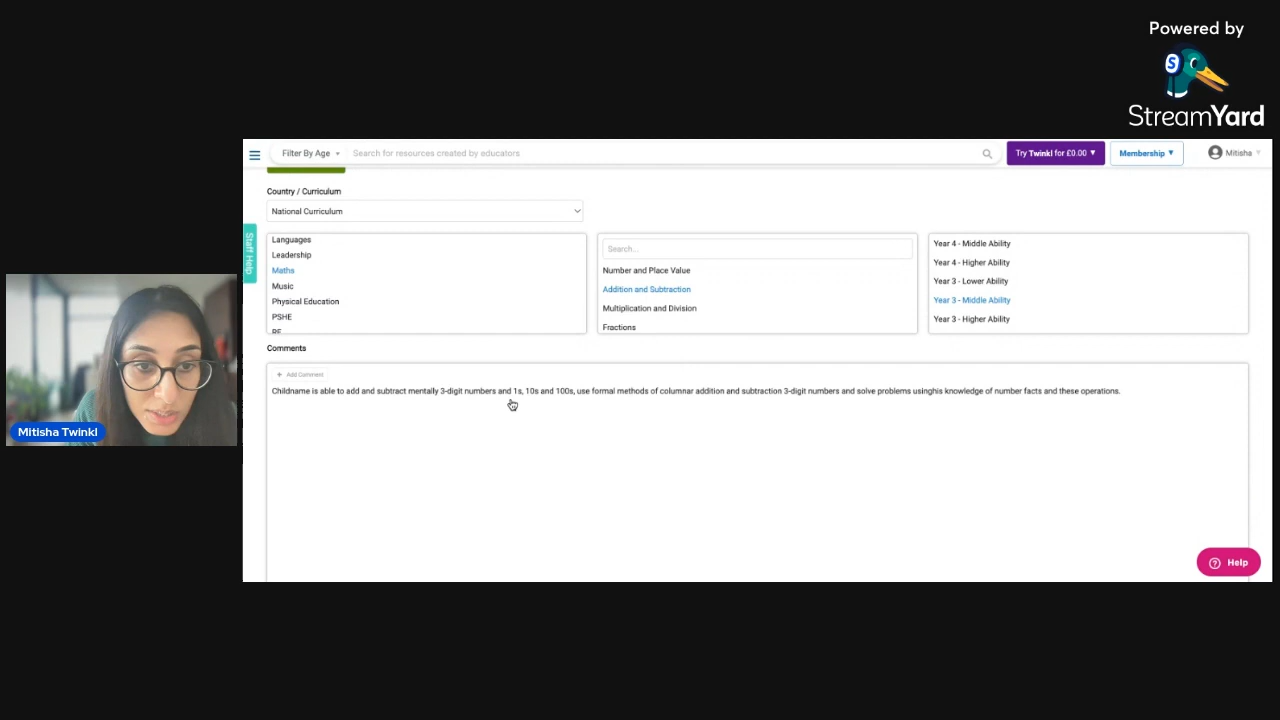 Powered by
StreamYard
Filter By Age
Search for resources created by educators
Try Twinkl for £0.00
Membership
Mitisha
Country / Curriculum
National Curriculum
Staff Help
Languages
Leadership
Maths
Music
Physical Education
PSHE
RE
Search...
Number and Place Value
Addition and Subtraction
Multiplication and Division
Fractions
Year 4 - Middle Ability
Year 4 - Higher Ability
Year 3 - Lower Ability
Year 3 - Middle Ability
Year 3 - Higher Ability
Comments
+ Add Comment
Childname is able to add and subtract mentally 3-digit numbers and 1s, 10s and 100s, use formal methods of columnar addition and subtraction 3-digit numbers and solve problems usinghis knowledge of number facts and these operations.
Mitisha Twinkl
Help